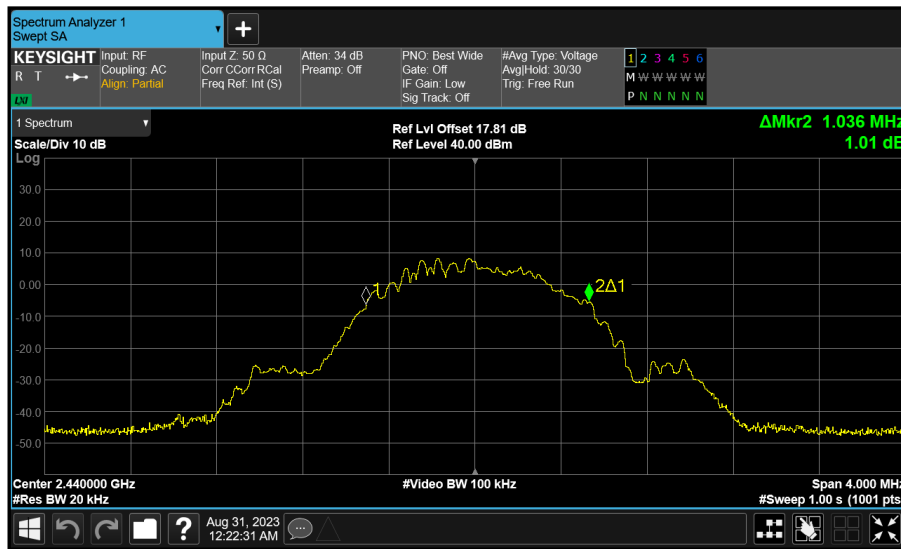 Spectrum Analyzer 1
Swept SA
KEYSIGHT
R T
LXI
Input: RF
Coupling: AC
Align: Partial
Input Z: 50 Ω
Corr CCorr RCal
Freq Ref: Int (S)
Atten: 34 dB
Preamp: Off
PNO: Best Wide
Gate: Off
IF Gain: Low
Sig Track: Off
#Avg Type: Voltage
Avg|Hold: 30/30
Trig: Free Run
1 2 3 4 5 6
M W W W W W
P N N N N N
1 Spectrum
Scale/Div 10 dB
Ref Lvl Offset 17.81 dB
Ref Level 40.00 dBm
ΔMkr2 1.036 MHz
1.01 dB
Log
30.0
20.0
10.0
0.00
-10.0
-20.0
-30.0
-40.0
-50.0
1
2Δ1
Center 2.440000 GHz
#Res BW 20 kHz
#Video BW 100 kHz
Span 4.000 MHz
#Sweep 1.00 s (1001 pts
?
Aug 31, 2023
12:22:31 AM